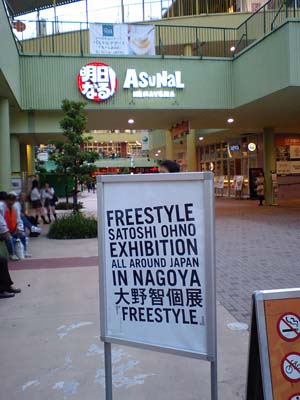 明日なる!
ASUNAL
KANAYAMA
FREESTYLE
SATOSHI OHNO
EXHIBITION
ALL AROUND JAPAN
IN NAGOYA
大野智個展
『FREESTYLE』